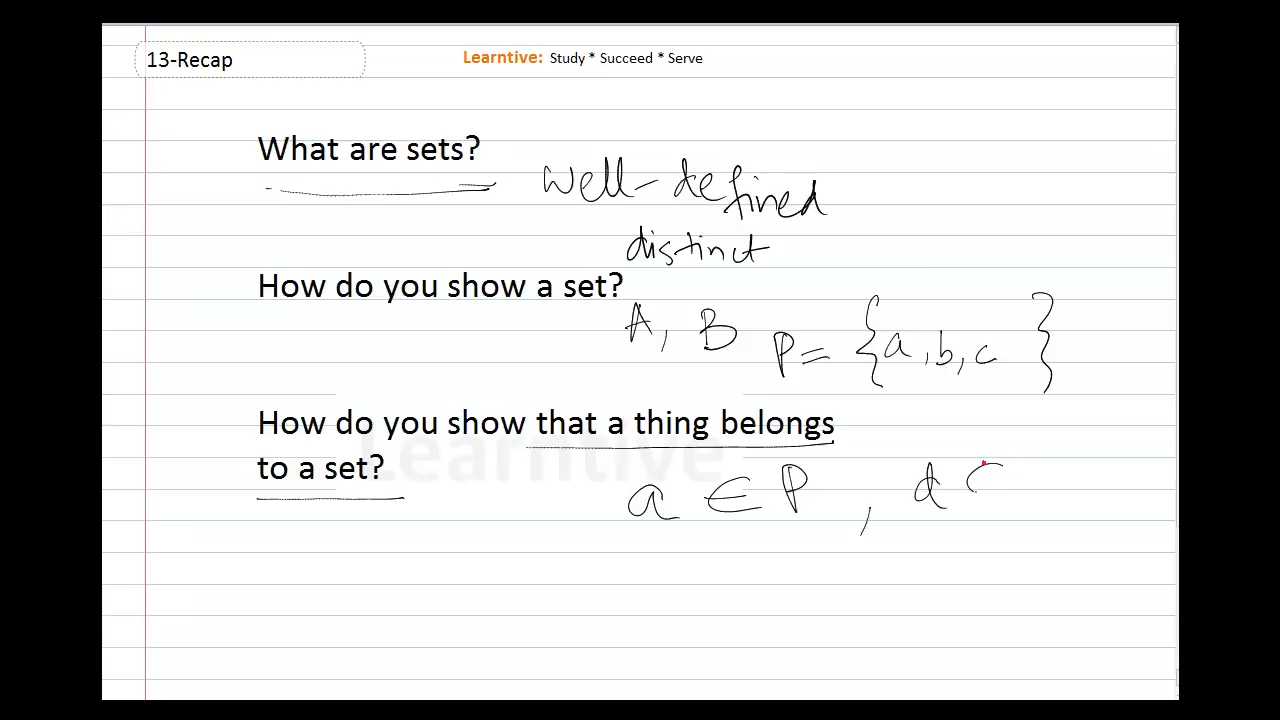 13-Recap
Learntive: Study * Succeed * Serve
What are sets?
well-defined
distinct
How do you show a set?
A, B P = {a, b, c }
How do you show that a thing belongs
to a set?
Learntive
a ∈ P , d